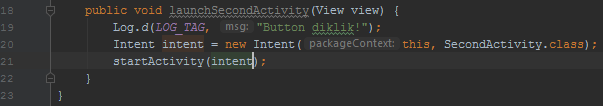 18 public void launchSecondActivity(View view) {
19 Log.d(LOG_TAG, msg: "Button diklik!");
20 Intent intent = new Intent( packageContext: this, SecondActivity.class);
21 startActivity(intent);
22 }
23 }